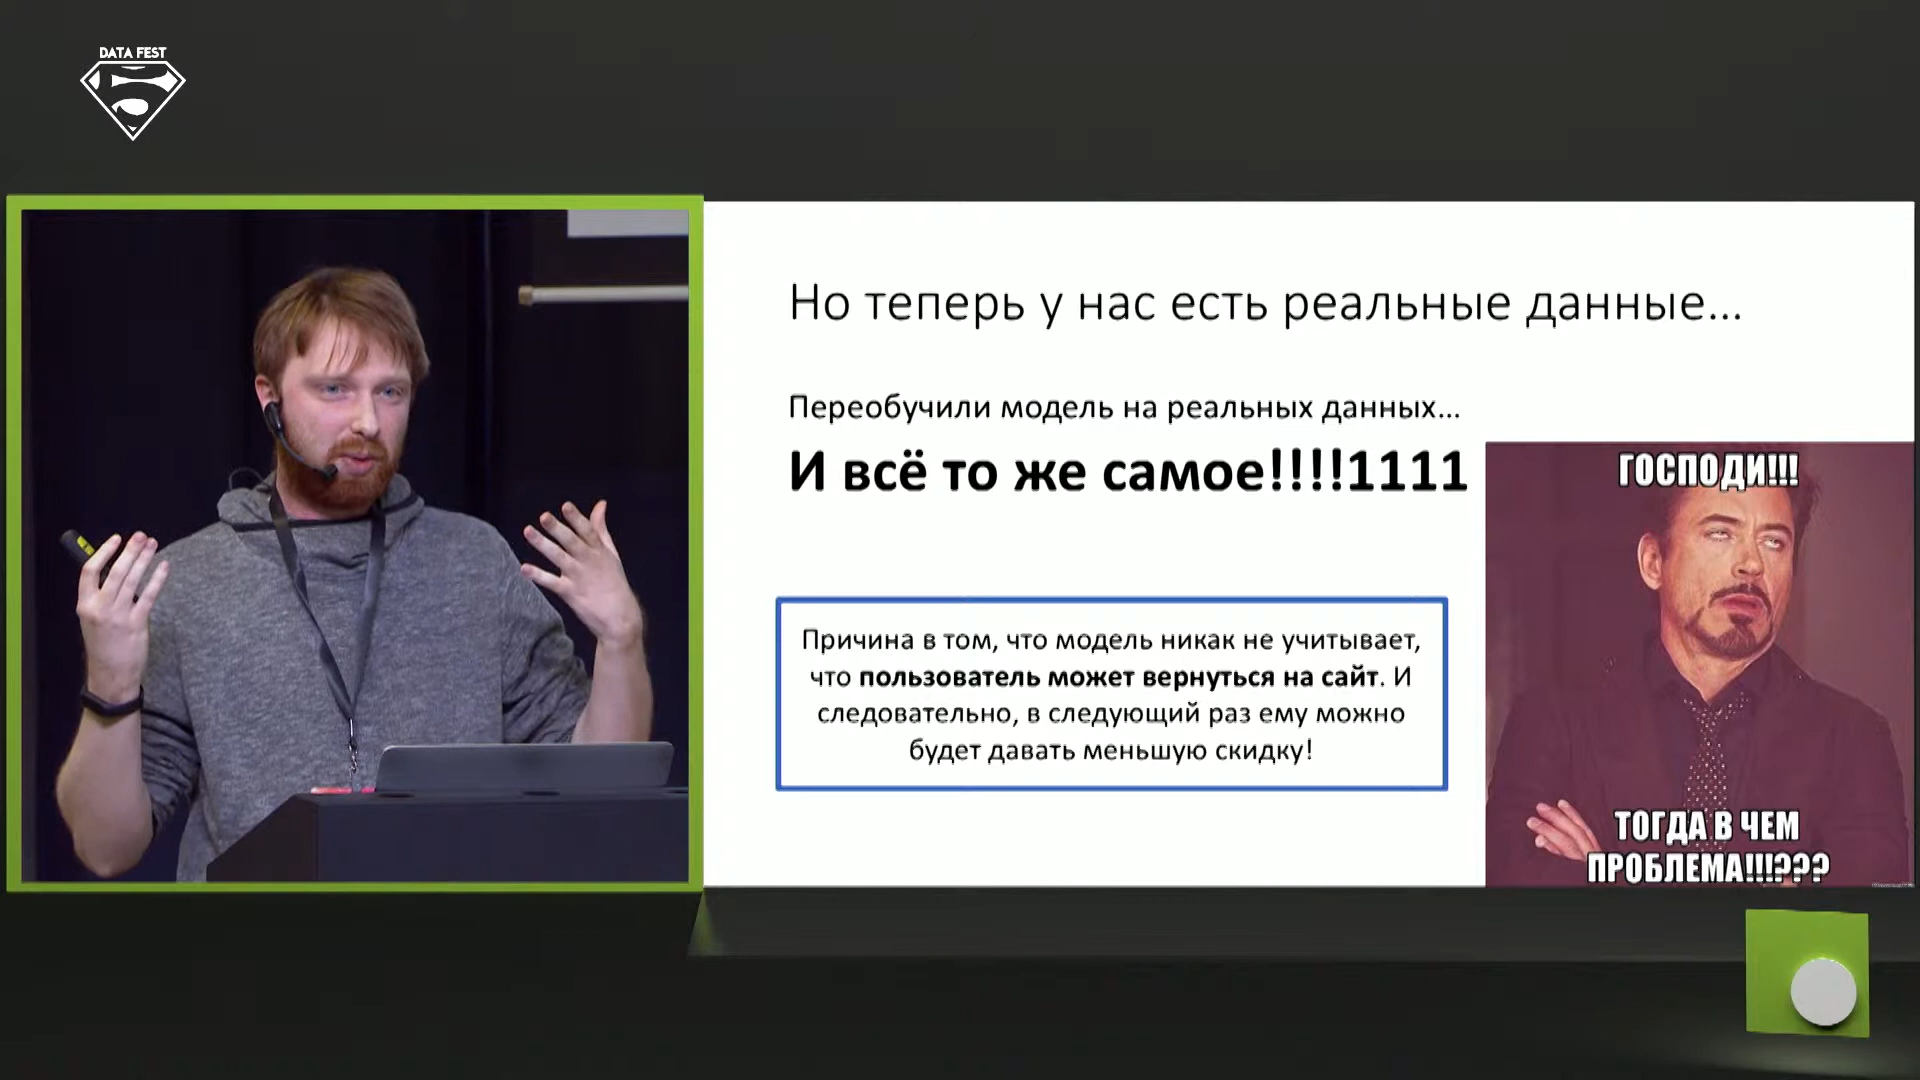 DATA FEST
Но теперь у нас есть реальные данные...
Переобучили модель на реальных данных...
И всё то же самое!!!!1111
Причина в том, что модель никак не учитывает,
что пользователь может вернуться на сайт. И
следовательно, в следующий раз ему можно
будет давать меньшую скидку!
ГОСПОДИ!!!
ТОГДА В ЧЕМ
ПРОБЛЕМА!!!???